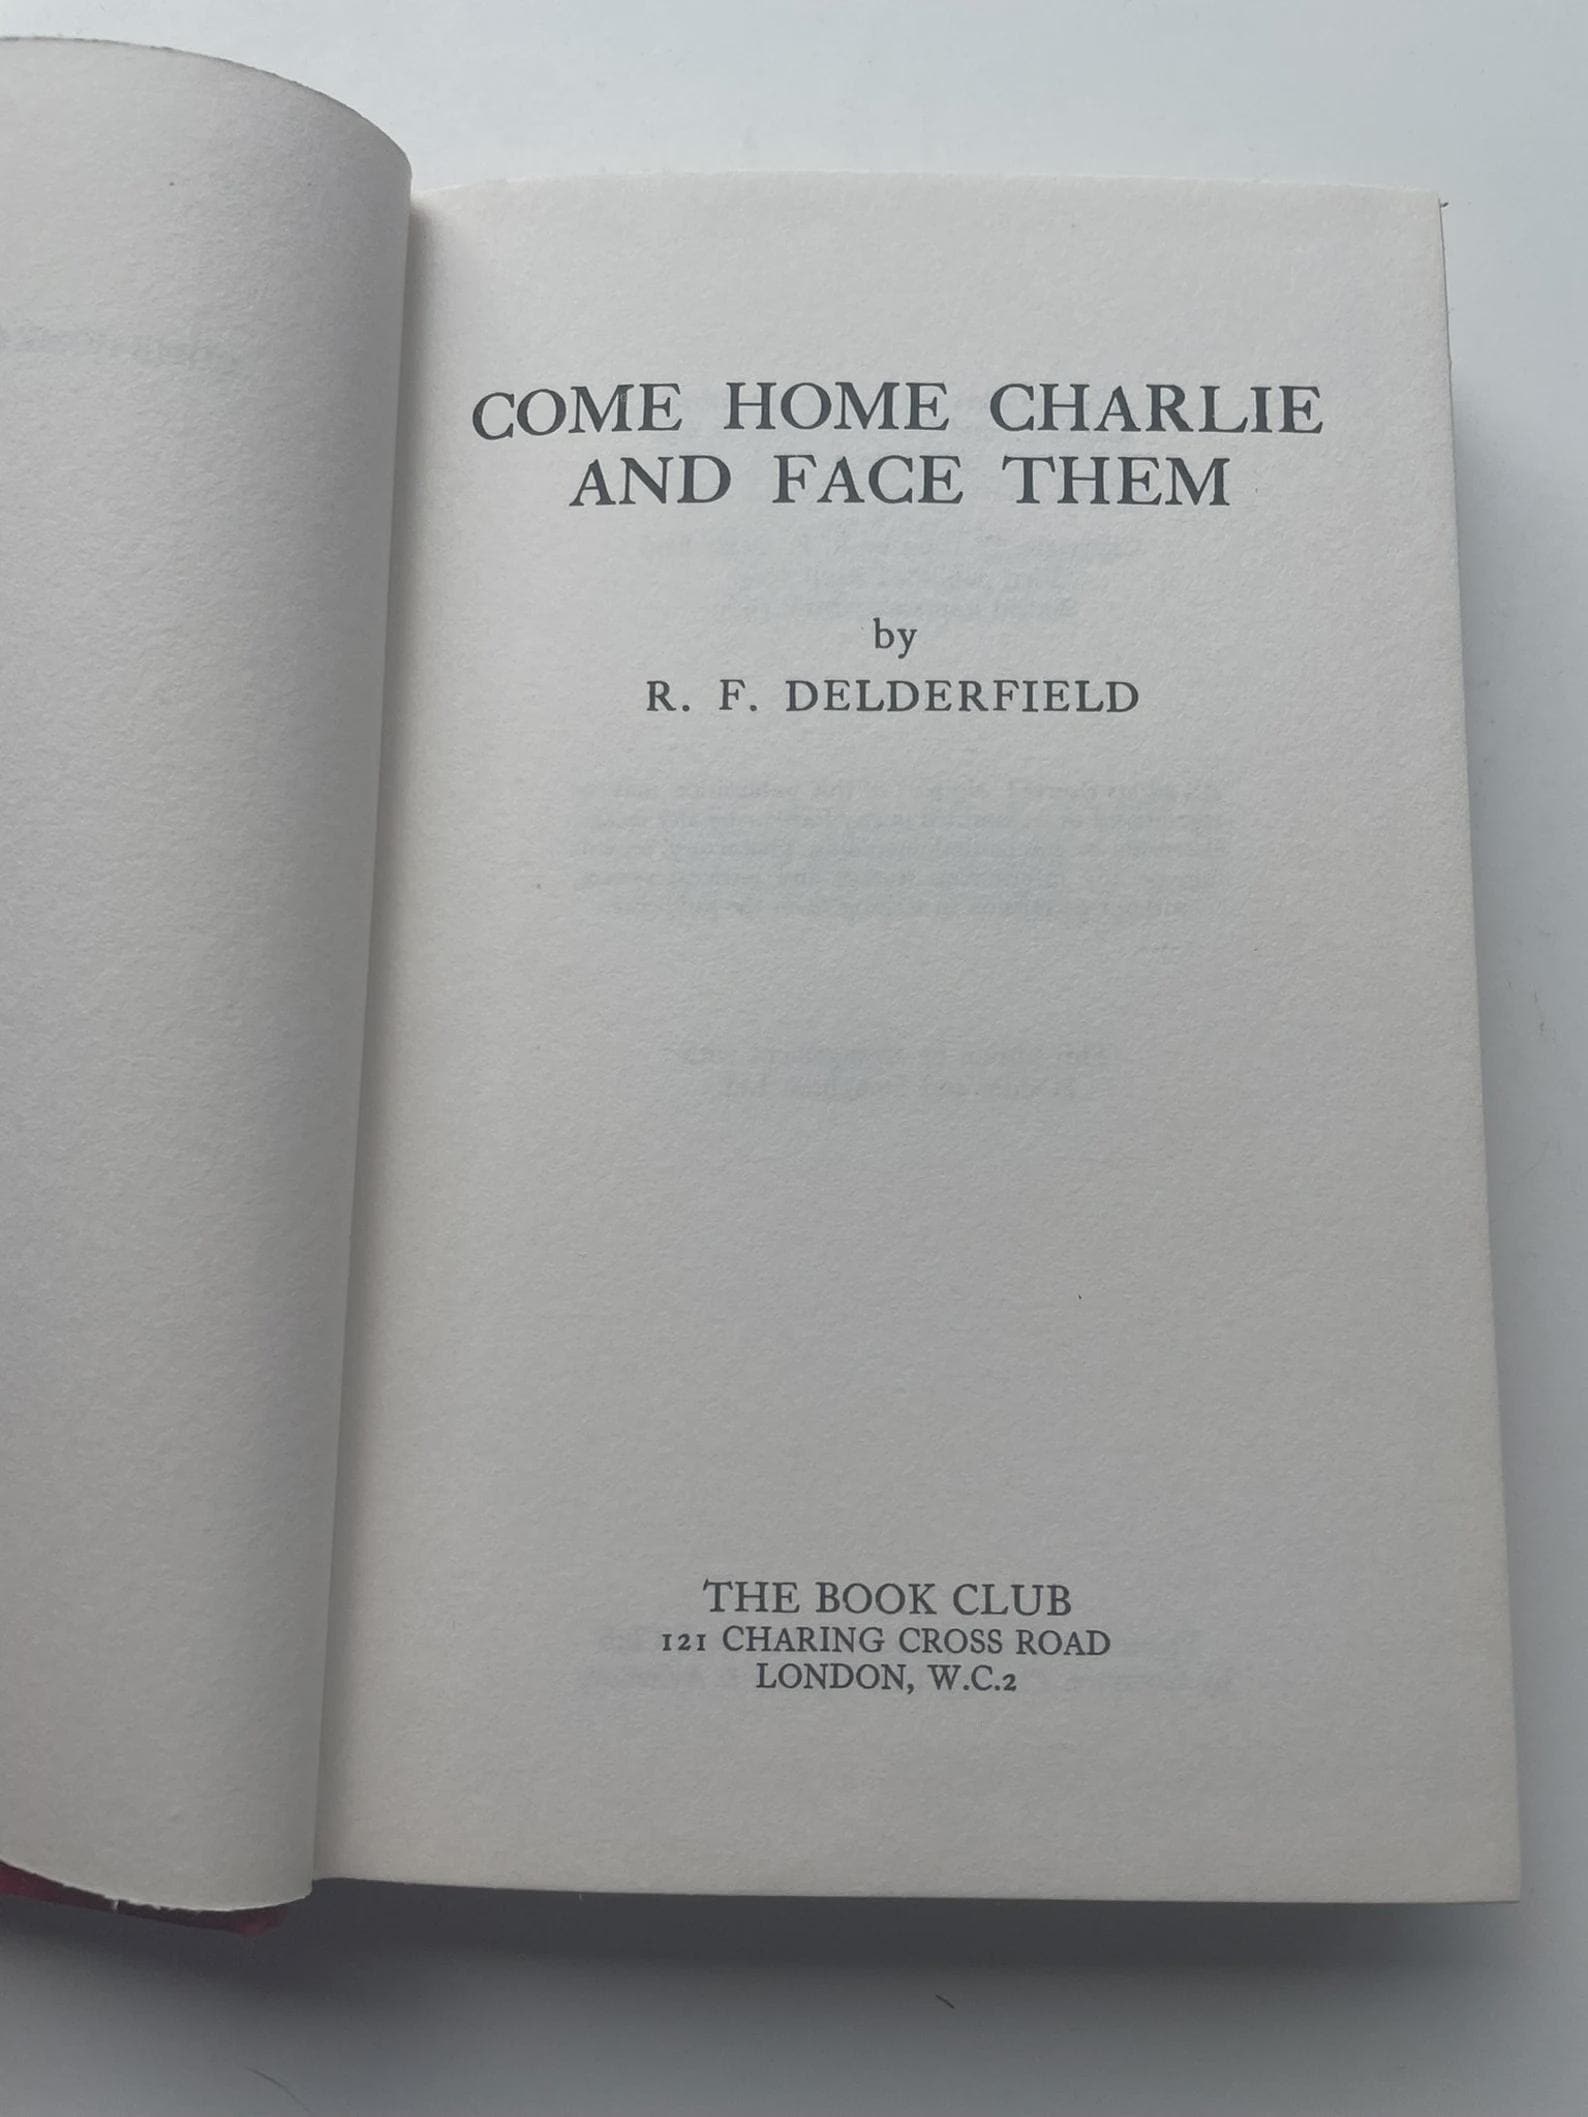 COME HOME CHARLIE
AND FACE THEM
by
R. F. DELDERFIELD
THE BOOK CLUB
121 CHARING CROSS ROAD
LONDON, W.C.2